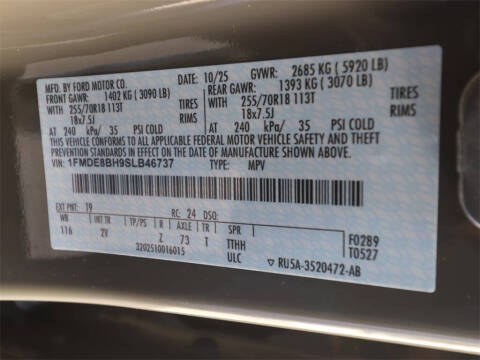 MFD. BY FORD MOTOR CO.
DATE: 10/25 GVWR: 2685 KG ( 5920 LB)
FRONT GAWR: 1402 KG ( 3090 LB) REAR GAWR: 1393 KG ( 3070 LB)
WITH 255/70R18 113T TIRES WITH 255/70R18 113T TIRES
18x7.5J RIMS 18x7.5J RIMS
AT 240 kPa/ 35 PSI COLD AT 240 kPa/ 35 PSI COLD
THIS VEHICLE CONFORMS TO ALL APPLICABLE FEDERAL MOTOR VEHICLE SAFETY AND THEFT
PREVENTION STANDARDS IN EFFECT ON THE DATE OF MANUFACTURE SHOWN ABOVE.
VIN: 1FMDE8BH9SLB46737 TYPE: MPV
EXT PNT: 19 RC: 24 DSO:
WB INT TR TP/PS R AXLE TR SPR
116 2V Z 73 T TTHH F0289
3202510016015 ULC ▽ RU5A-3520472-AB T0527